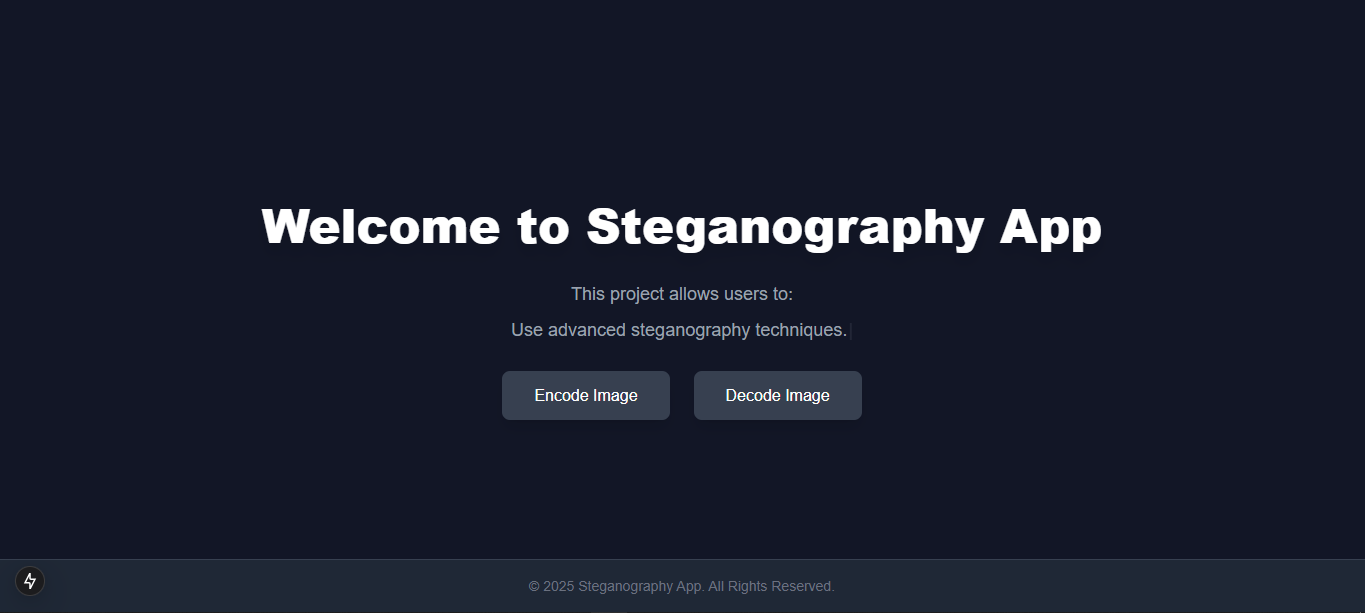 Welcome to Steganography App
This project allows users to:
Use advanced steganography techniques.
Encode Image
Decode Image
© 2025 Steganography App. All Rights Reserved.